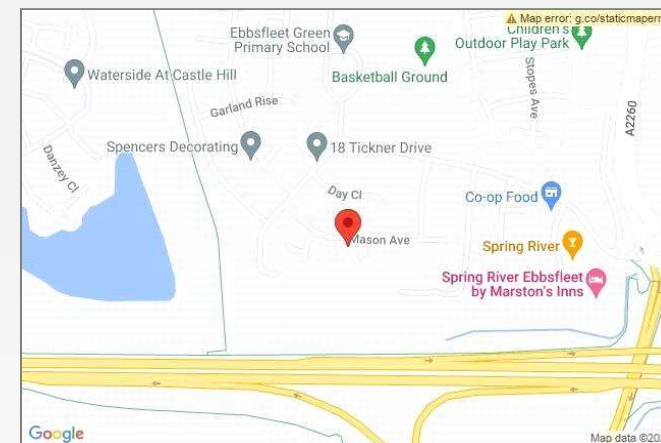 Map error: g.co/staticmaperr
Children's
Outdoor Play Park
Ebbsfleet Green
Primary School
Basketball Ground
Waterside At Castle Hill
Stopes Ave
A2260
Garland Rise
Spencers Decorating
18 Tickner Drive
Danzey Cl
Day Cl
Co-op Food
Mason Ave
Spring River
Spring River Ebbsfleet
by Marston's Inns
Google
Map data ©20